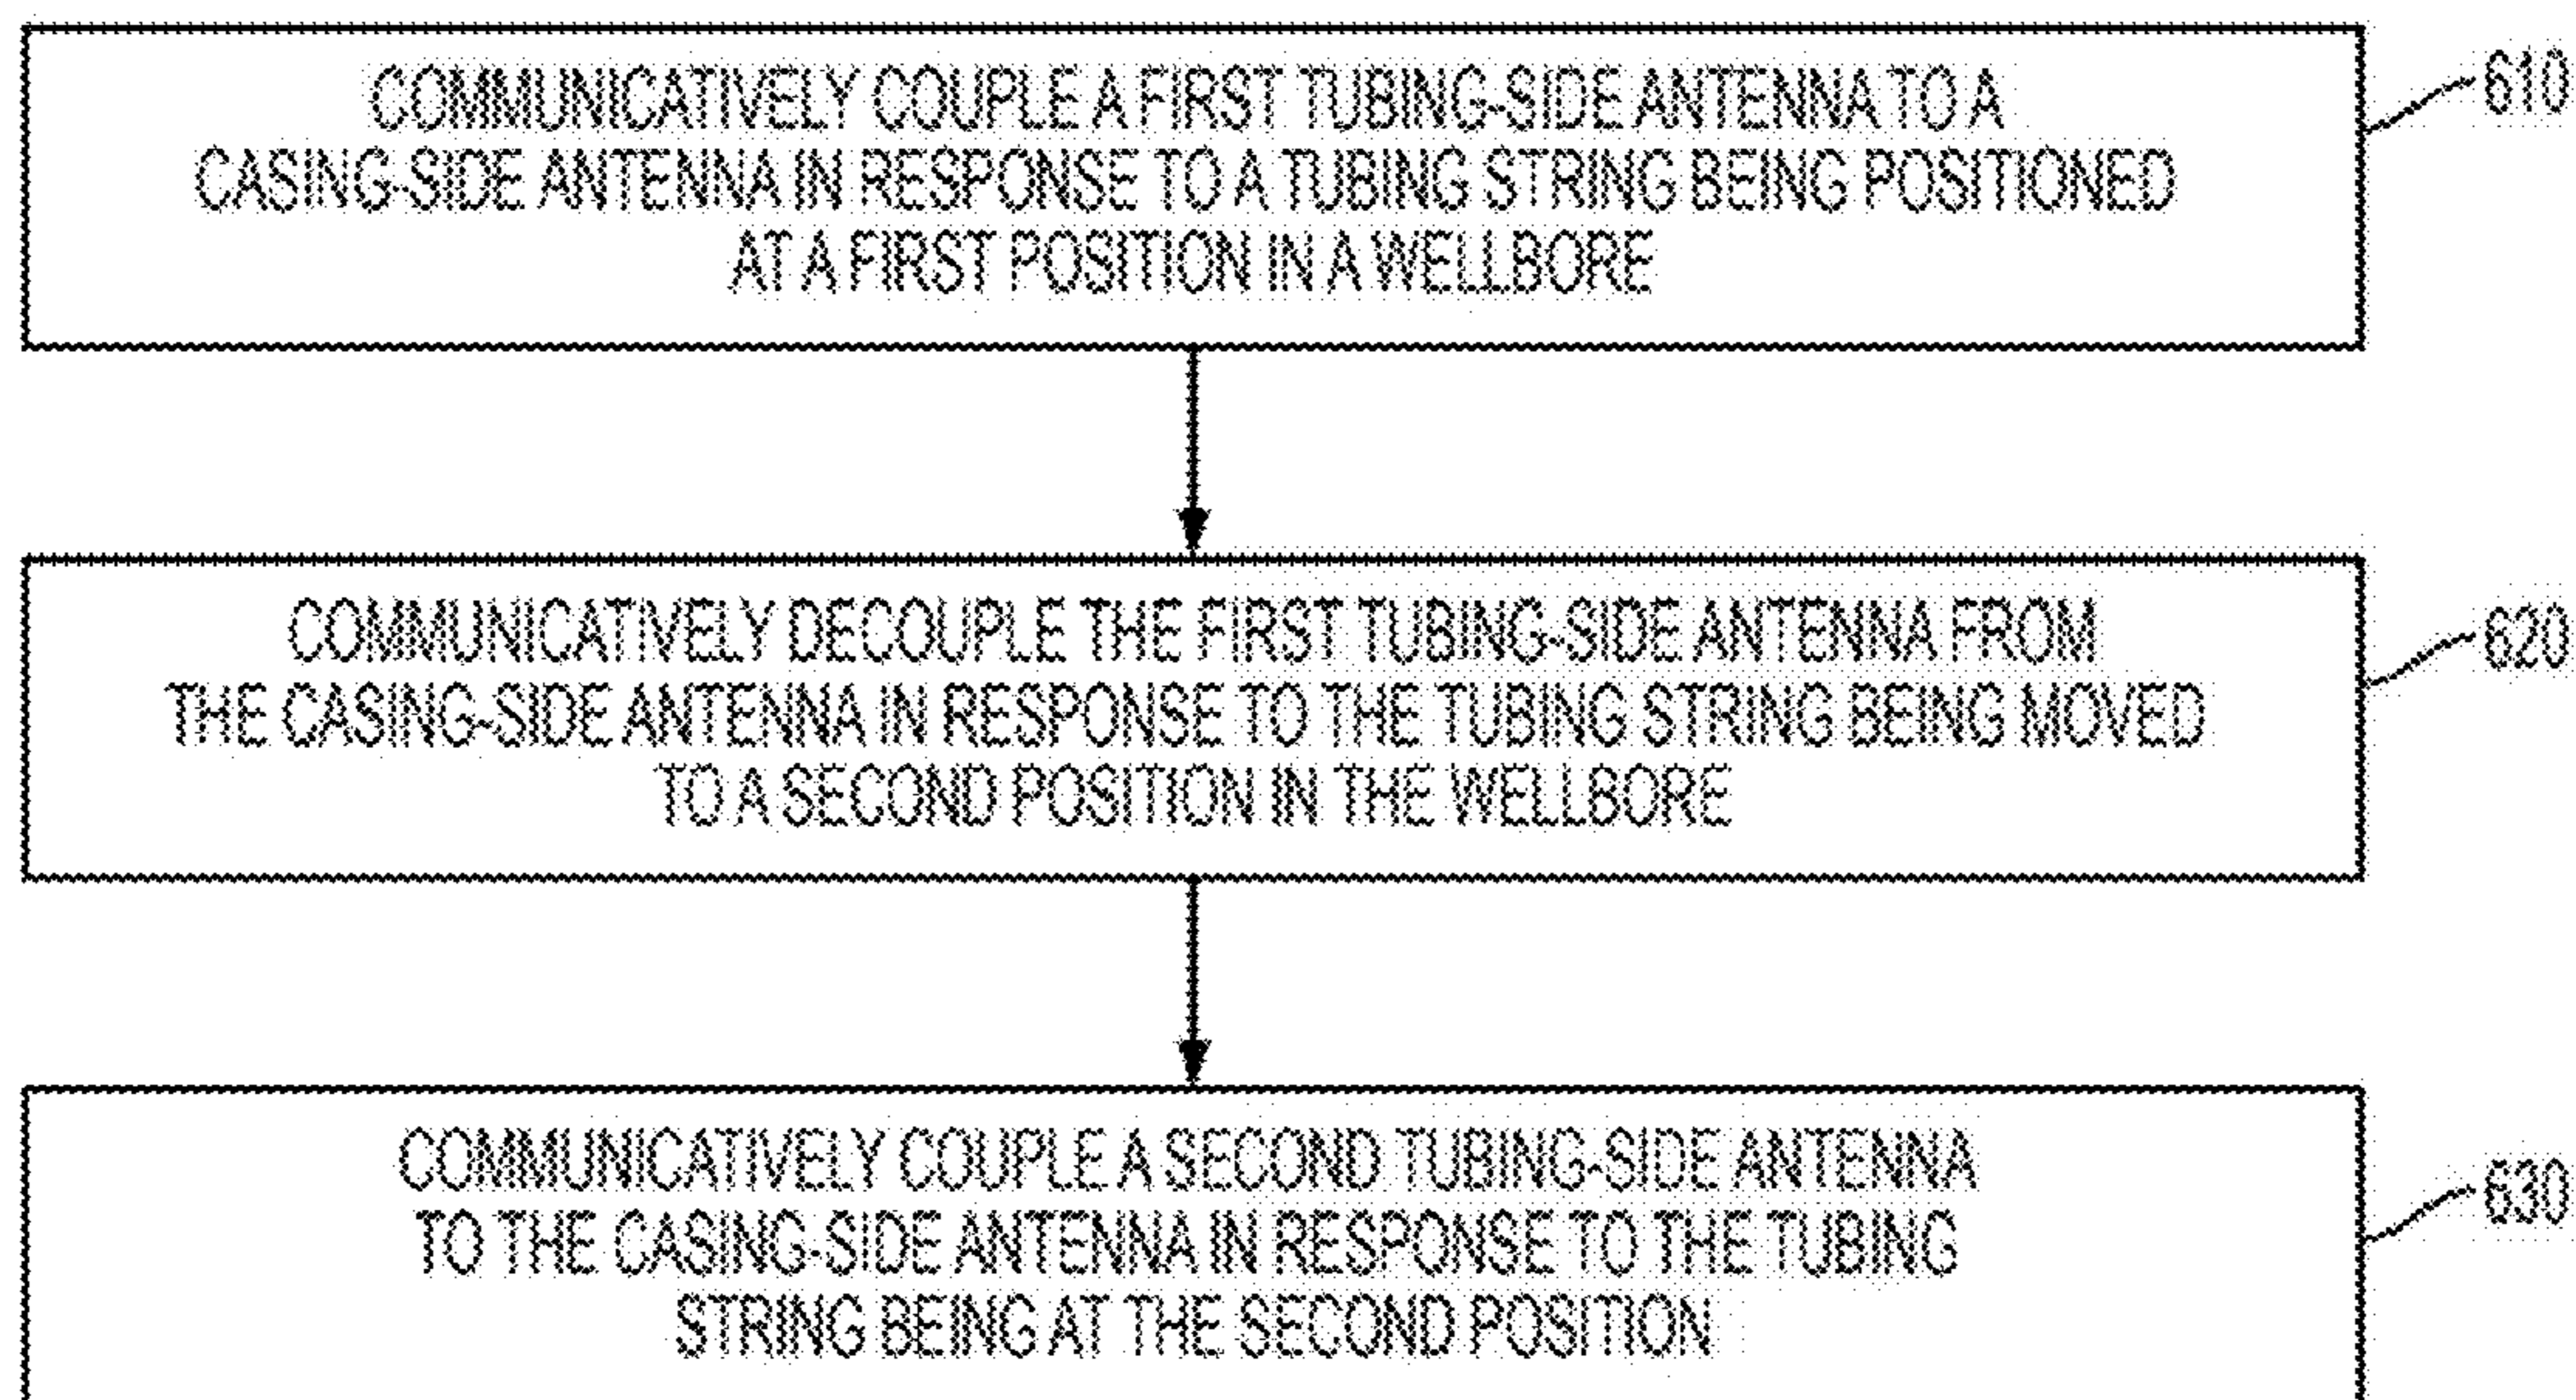 COMMUNICATIVELY COUPLE A FIRST TUBING-SIDE ANTENNA TO A
CASING-SIDE ANTENNA IN RESPONSE TO A TUBING STRING BEING POSITIONED
AT A FIRST POSITION IN A WELLBORE
610
COMMUNICATIVELY DECOUPLE THE FIRST TUBING-SIDE ANTENNA FROM
THE CASING-SIDE ANTENNA IN RESPONSE TO THE TUBING STRING BEING MOVED
TO A SECOND POSITION IN THE WELLBORE
620
COMMUNICATIVELY COUPLE A SECOND TUBING-SIDE ANTENNA
TO THE CASING-SIDE ANTENNA IN RESPONSE TO THE TUBING
STRING BEING AT THE SECOND POSITION
630